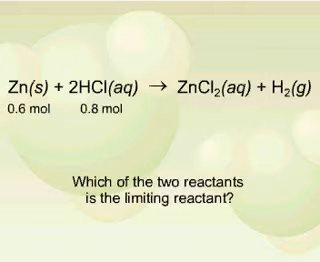 Zn(s) + 2HCl(aq) → ZnCl₂(aq) + H₂(g)
0.6 mol 0.8 mol
Which of the two reactants
is the limiting reactant?